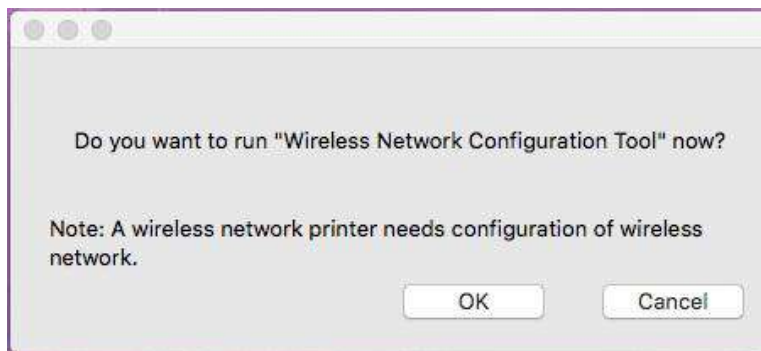 Do you want to run "Wireless Network Configuration Tool" now?
Note: A wireless network printer needs configuration of wireless
network.
OK
Cancel